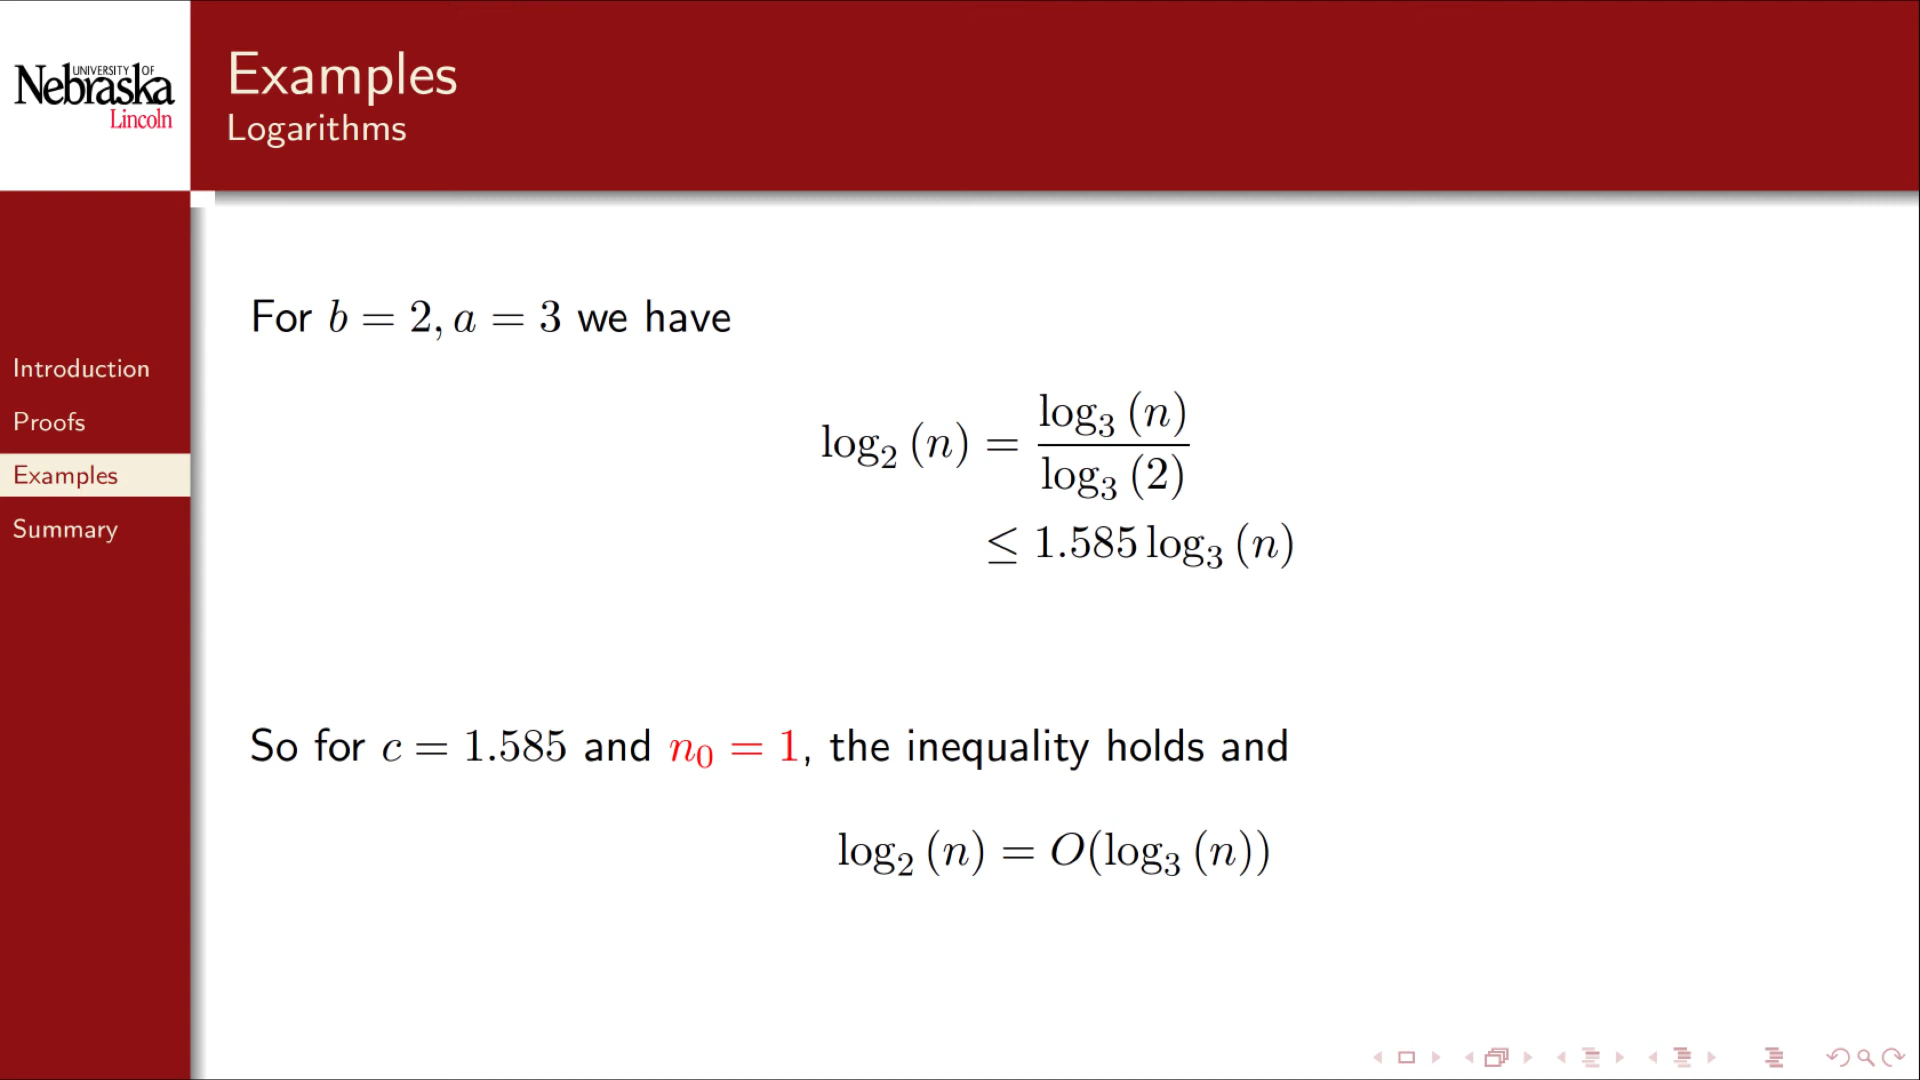 UNIVERSITY OF
Nebraska
Lincoln
Examples
Logarithms
Introduction
Proofs
Examples
Summary
For b = 2, a = 3 we have
log₂ (n) = log₃ (n) / log₃ (2)
≤ 1.585 log₃ (n)
So for c = 1.585 and n₀ = 1, the inequality holds and
log₂ (n) = O(log₃ (n))